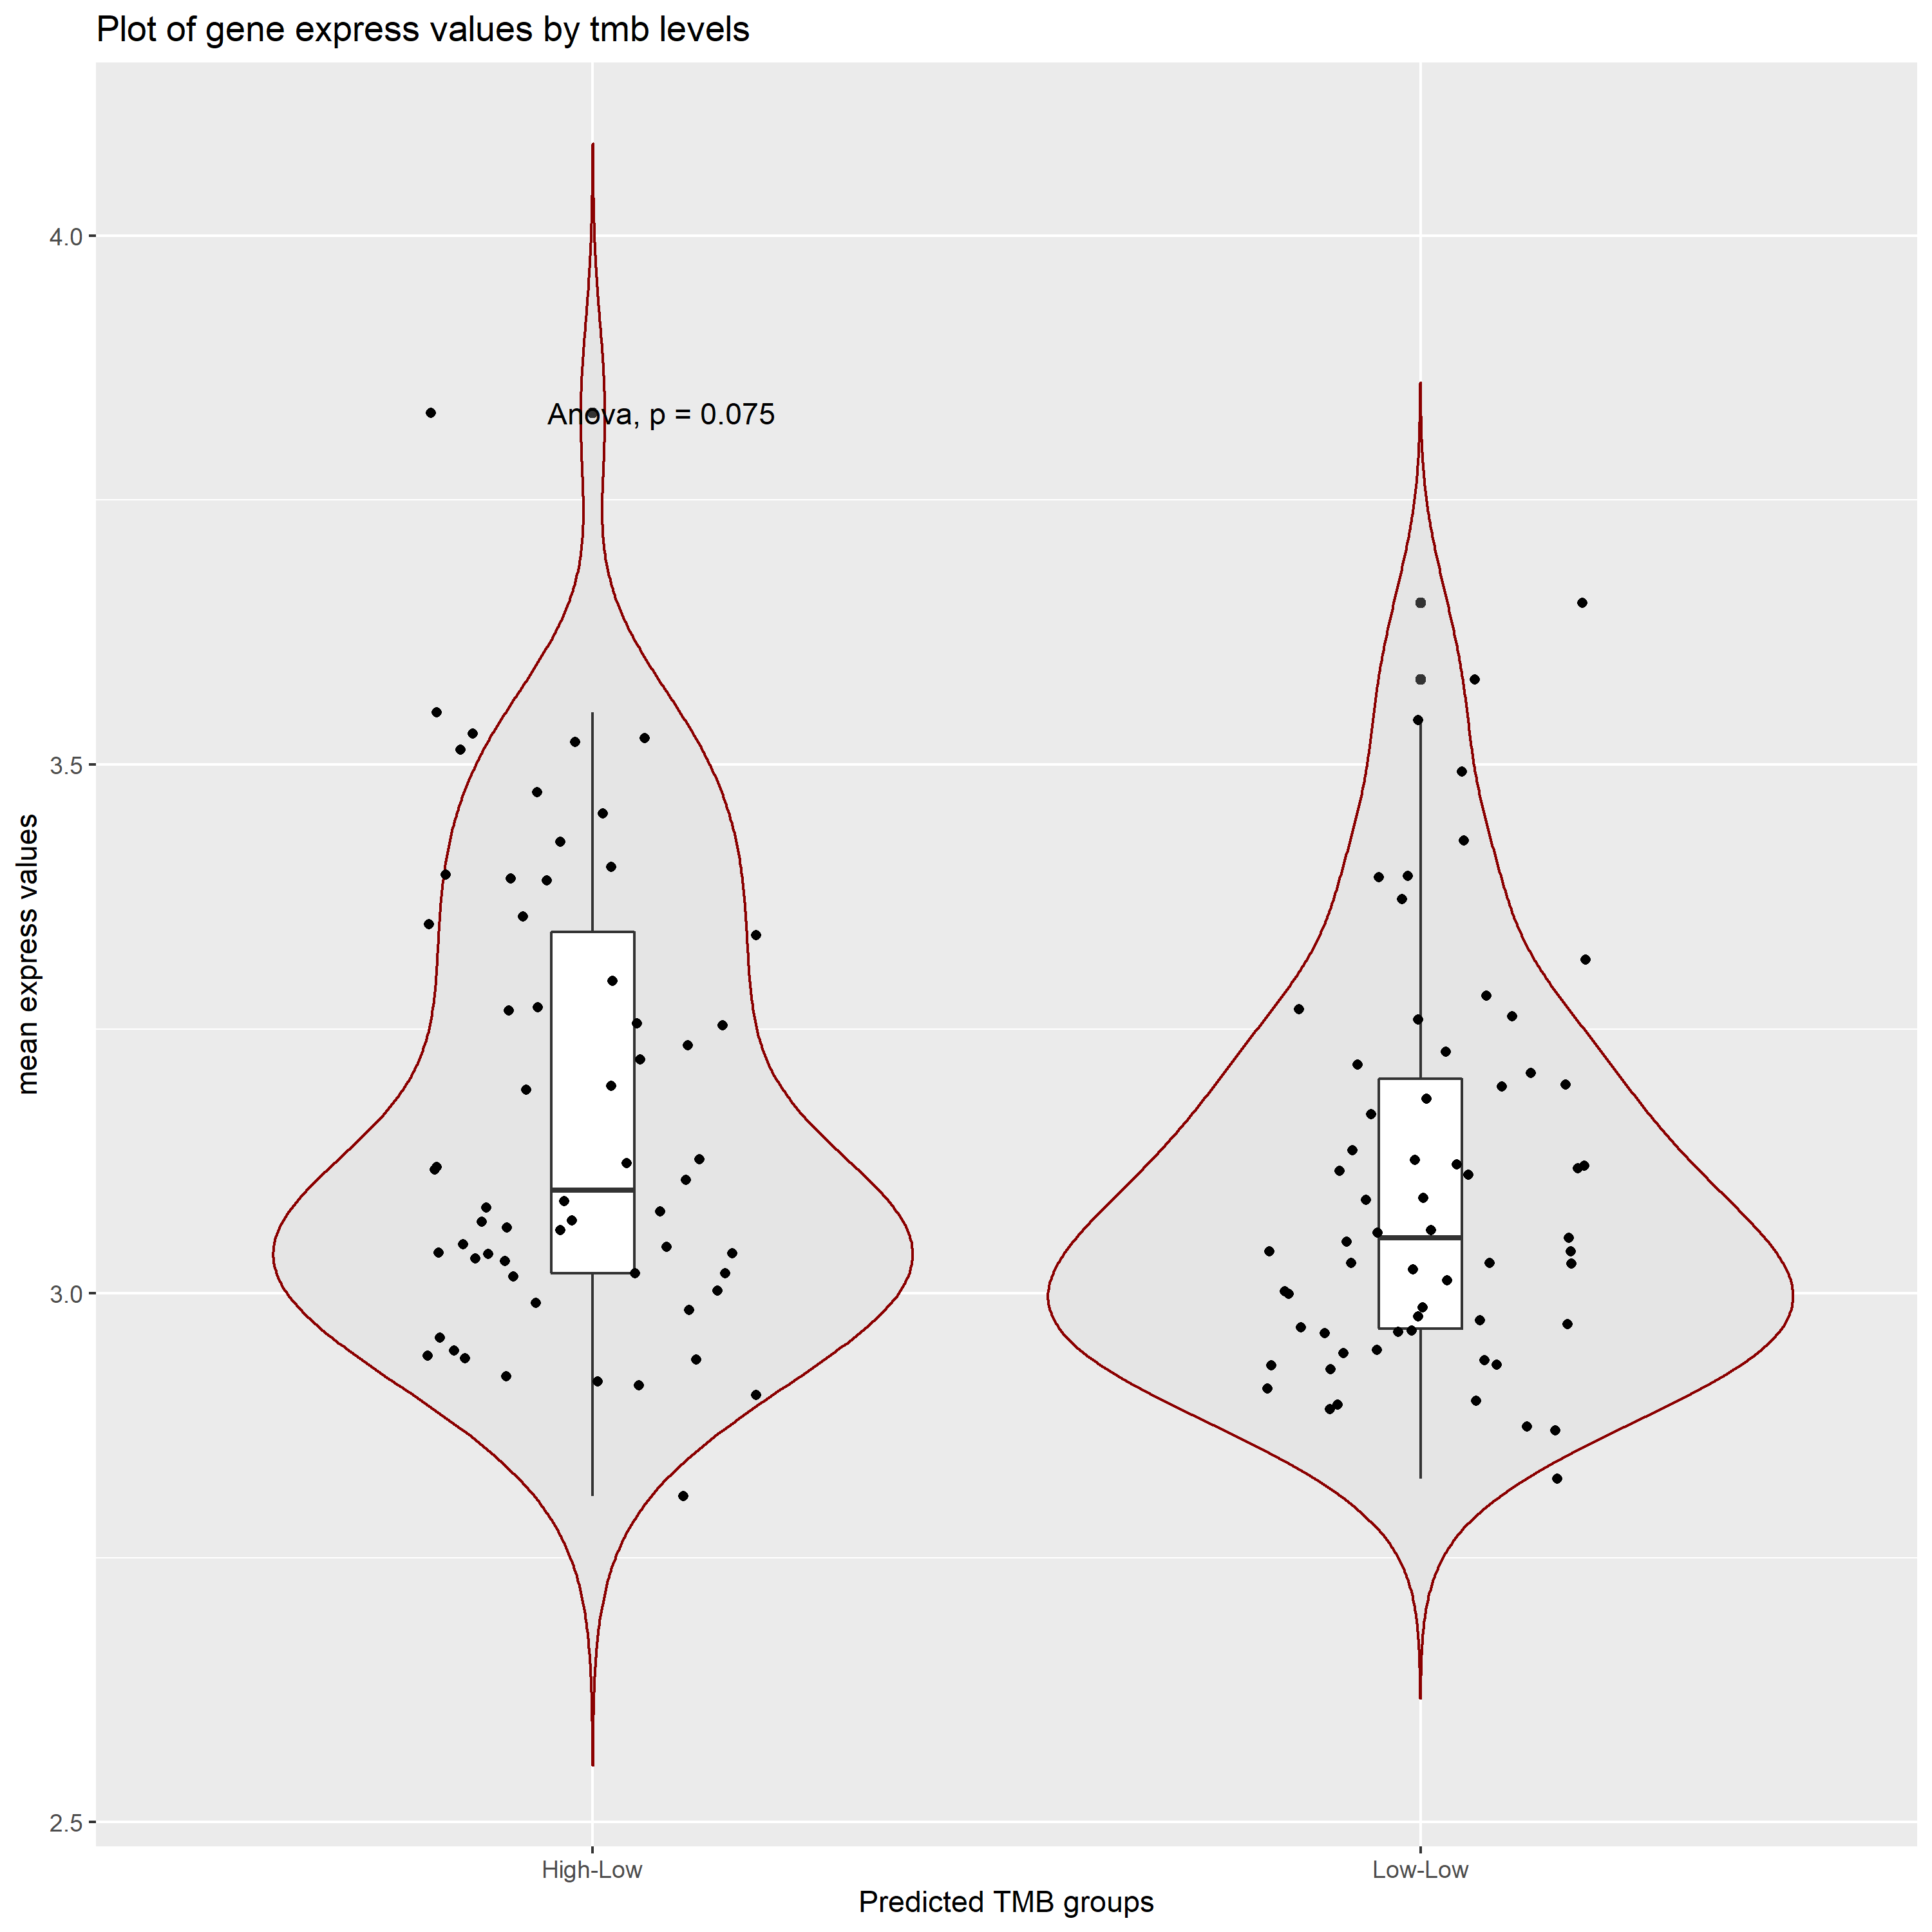 Plot of gene express values by tmb levels
4.0
Anova, p = 0.075
3.5
mean express values
3.0
2.5
High-Low
Low-Low
Predicted TMB groups